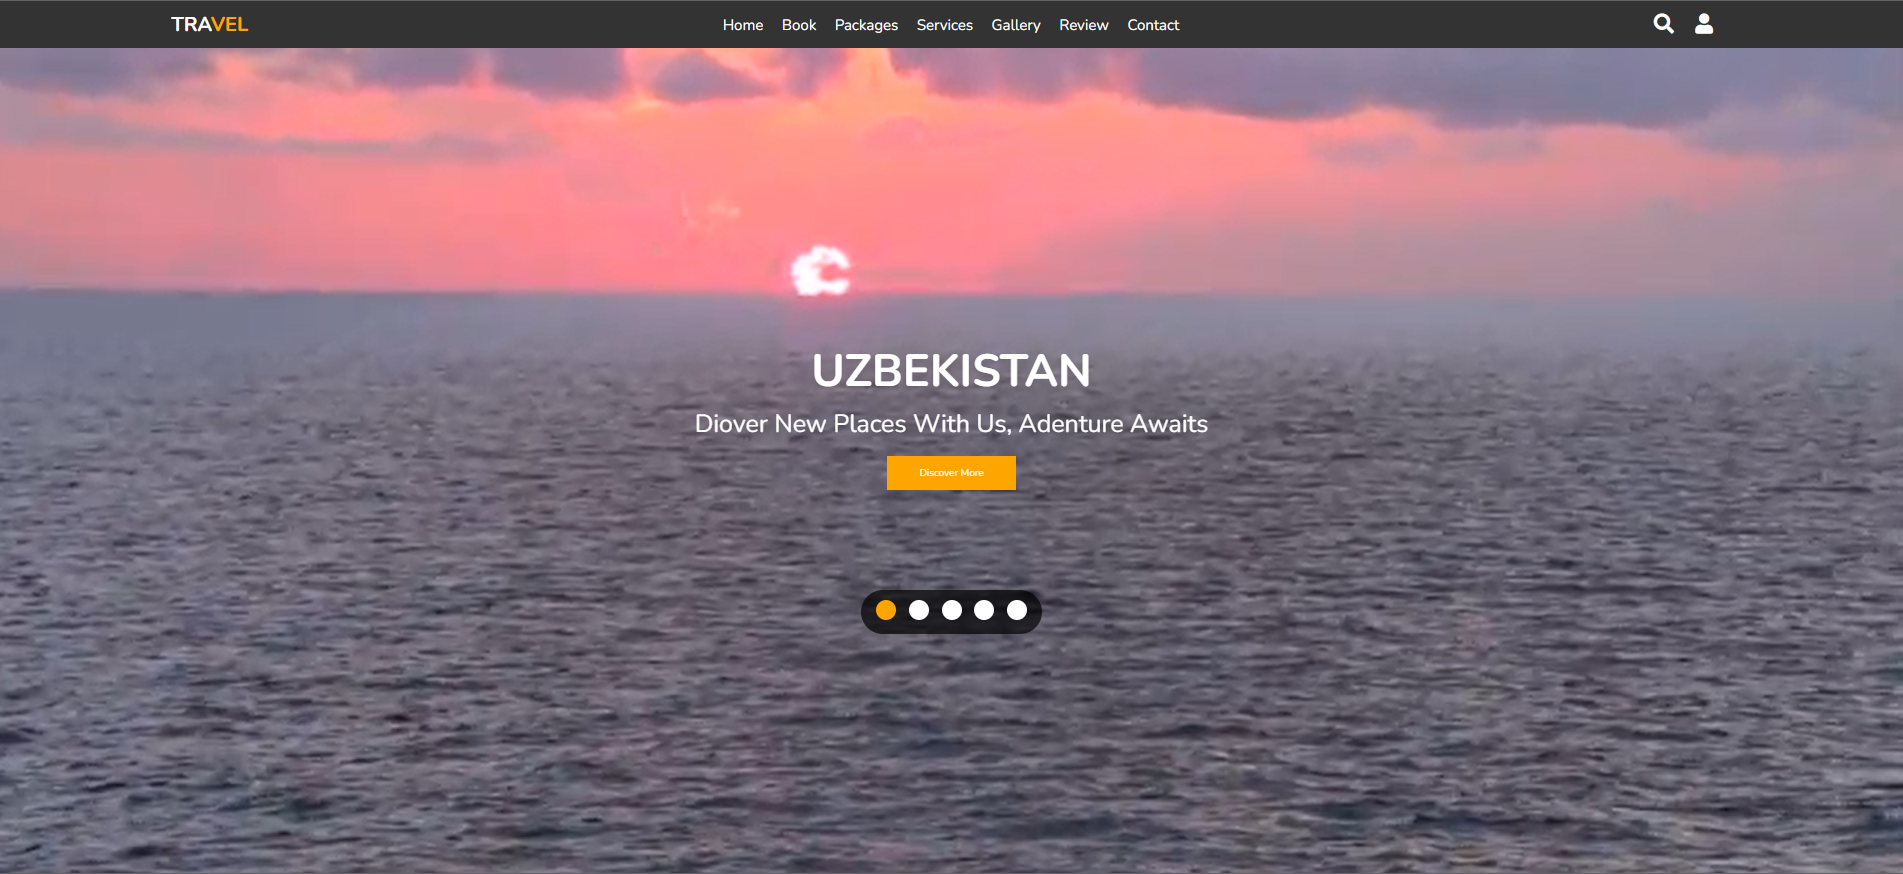 TRAVEL
Home Book Packages Services Gallery Review Contact
UZBEKISTAN
Diover New Places With Us, Adenture Awaits
Discover More